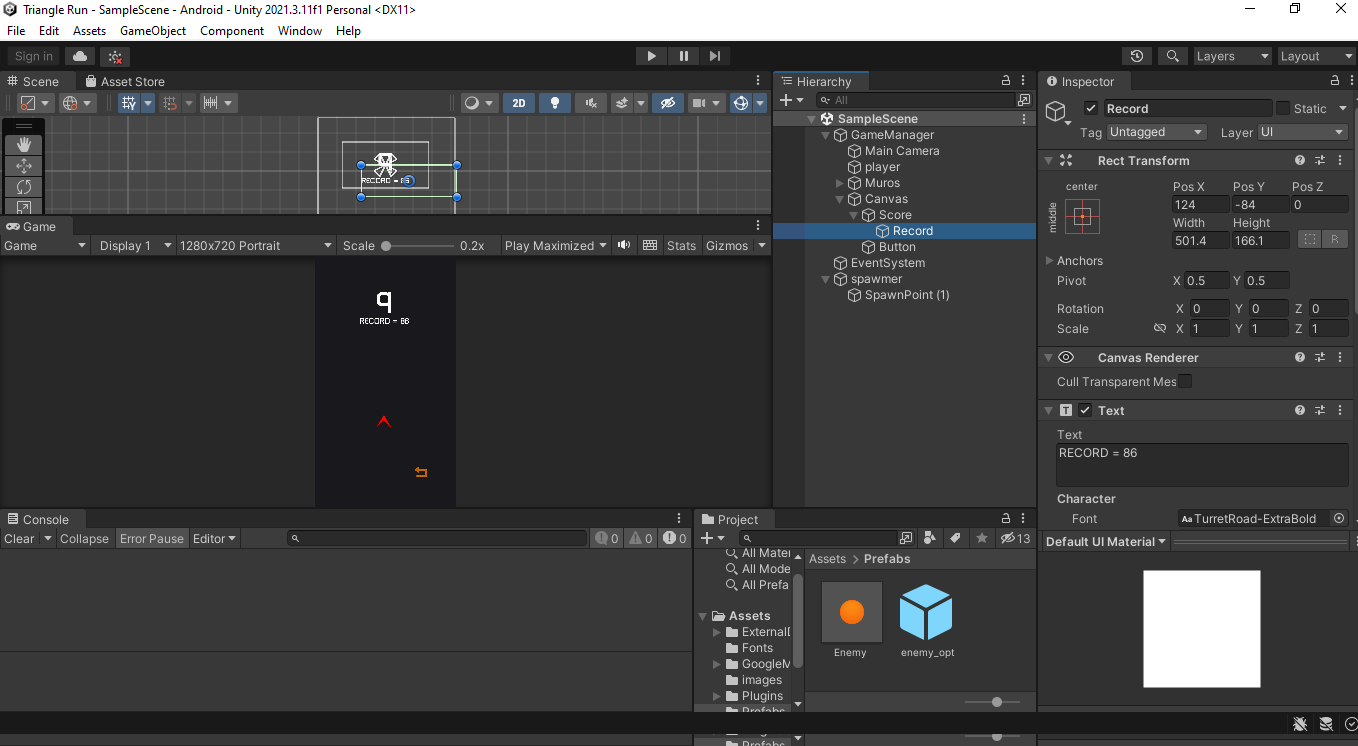 Triangle Run - SampleScene - Android - Unity 2021.3.11f1 Personal <DX11>
File Edit Assets GameObject Component Window Help
Sign in
Layers Layout
Scene Asset Store
2D
RECORD = 86
Game
Game Display 1 1280x720 Portrait Scale 0.2x Play Maximized Stats Gizmos
q
RECORD = 86
Hierarchy
All
SampleScene
GameManager
Main Camera
player
Muros
Canvas
Score
Record
Button
EventSystem
spawmer
SpawnPoint (1)
Inspector
Record Static
Tag Untagged Layer UI
Rect Transform
center Pos X Pos Y Pos Z
middle 124 -84 0
Width Height
501.4 166.1 R
Anchors
Pivot X 0.5 Y 0.5
Rotation X 0 Y 0 Z 0
Scale X 1 Y 1 Z 1
Canvas Renderer
Cull Transparent Mes
T Text
Text
RECORD = 86
Character
Font Aa TurretRoad-ExtraBold
Default UI Material
Console
Clear Collapse Error Pause Editor 0 0 0
Project
13
All Mater
All Mode
All Prefa
Assets
ExternalD
Fonts
GoogleM
images
Plugins
Prefabs
Prefabs
Assets > Prefabs
Enemy enemy_opt